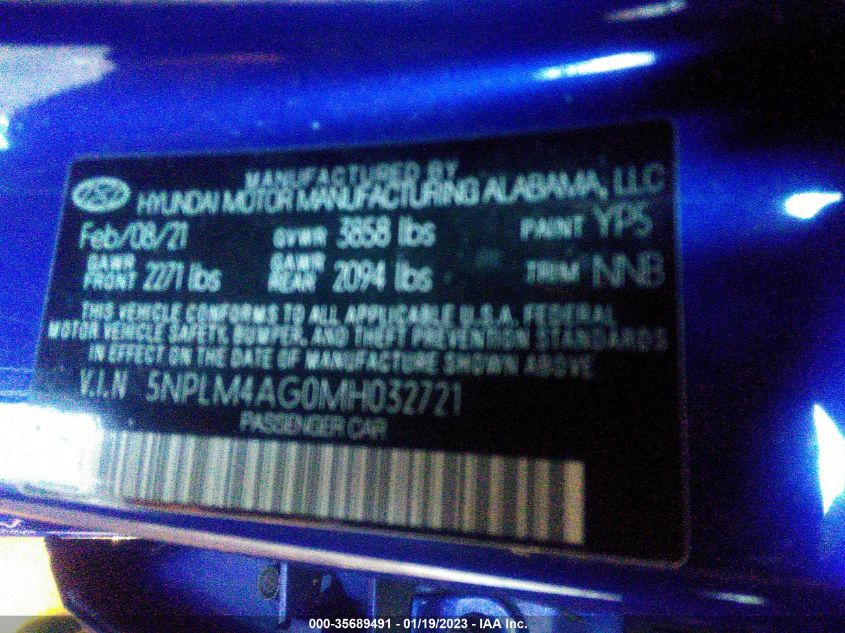 MANUFACTURED BY
HYUNDAI MOTOR MANUFACTURING ALABAMA, LLC
Feb/08/21 GVWR 3858 lbs PAINT YP5
GAWR FRONT 2271 lbs GAWR REAR 2094 lbs TRIM NNB
THIS VEHICLE CONFORMS TO ALL APPLICABLE U.S.A. FEDERAL
MOTOR VEHICLE SAFETY, BUMPER, AND THEFT PREVENTION STANDARDS
IN EFFECT ON THE DATE OF MANUFACTURE SHOWN ABOVE.
V.I.N 5NPLM4AG0MH032721
PASSENGER CAR
000-35689491 - 01/19/2023 - IAA Inc.